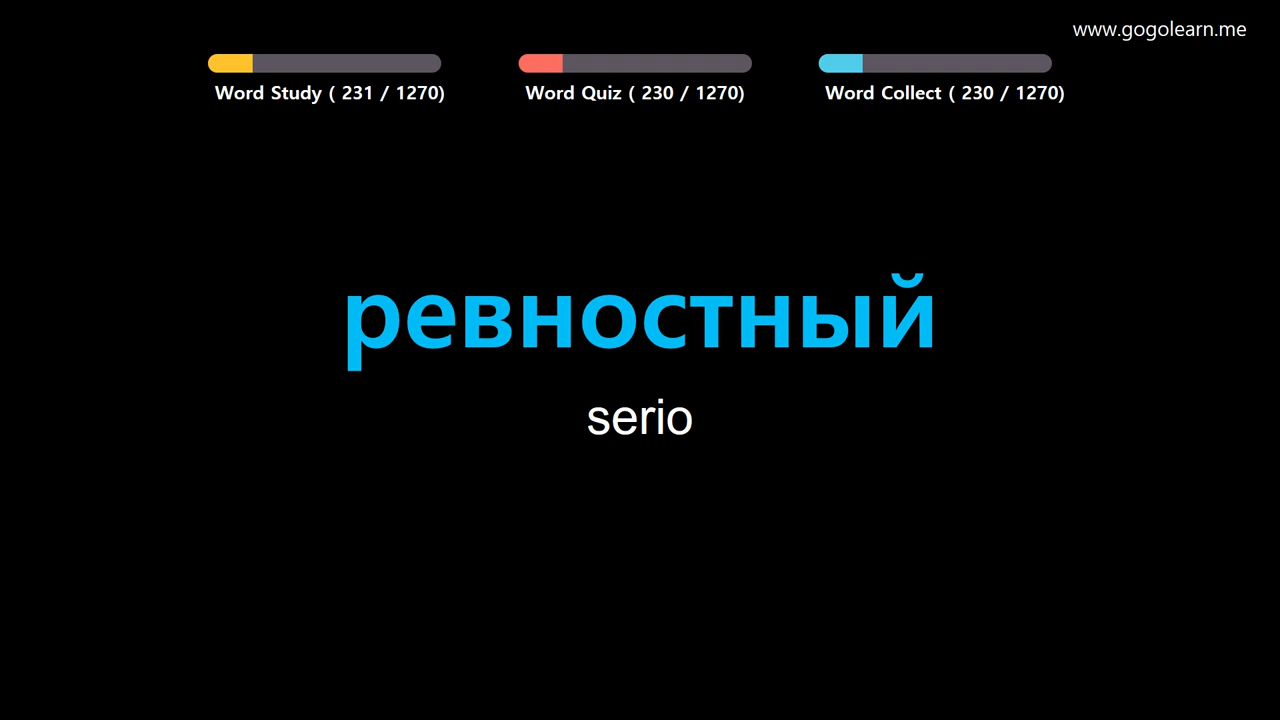 www.gogolearn.me
Word Study ( 231 / 1270)
Word Quiz ( 230 / 1270)
Word Collect ( 230 / 1270)
ревностный
serio